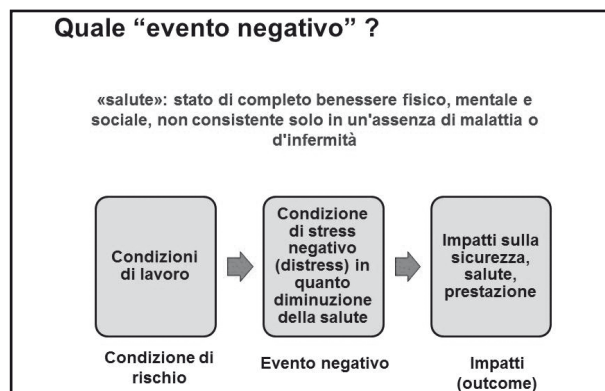 Quale “evento negativo” ?
«salute»: stato di completo benessere fisico, mentale e
sociale, non consistente solo in un'assenza di malattia o
d'infermità
Condizioni
di lavoro
Condizione
di stress
negativo
(distress) in
quanto
diminuzione
della salute
Impatti sulla
sicurezza,
salute,
prestazione
Condizione di
rischio
Evento negativo
Impatti
(outcome)